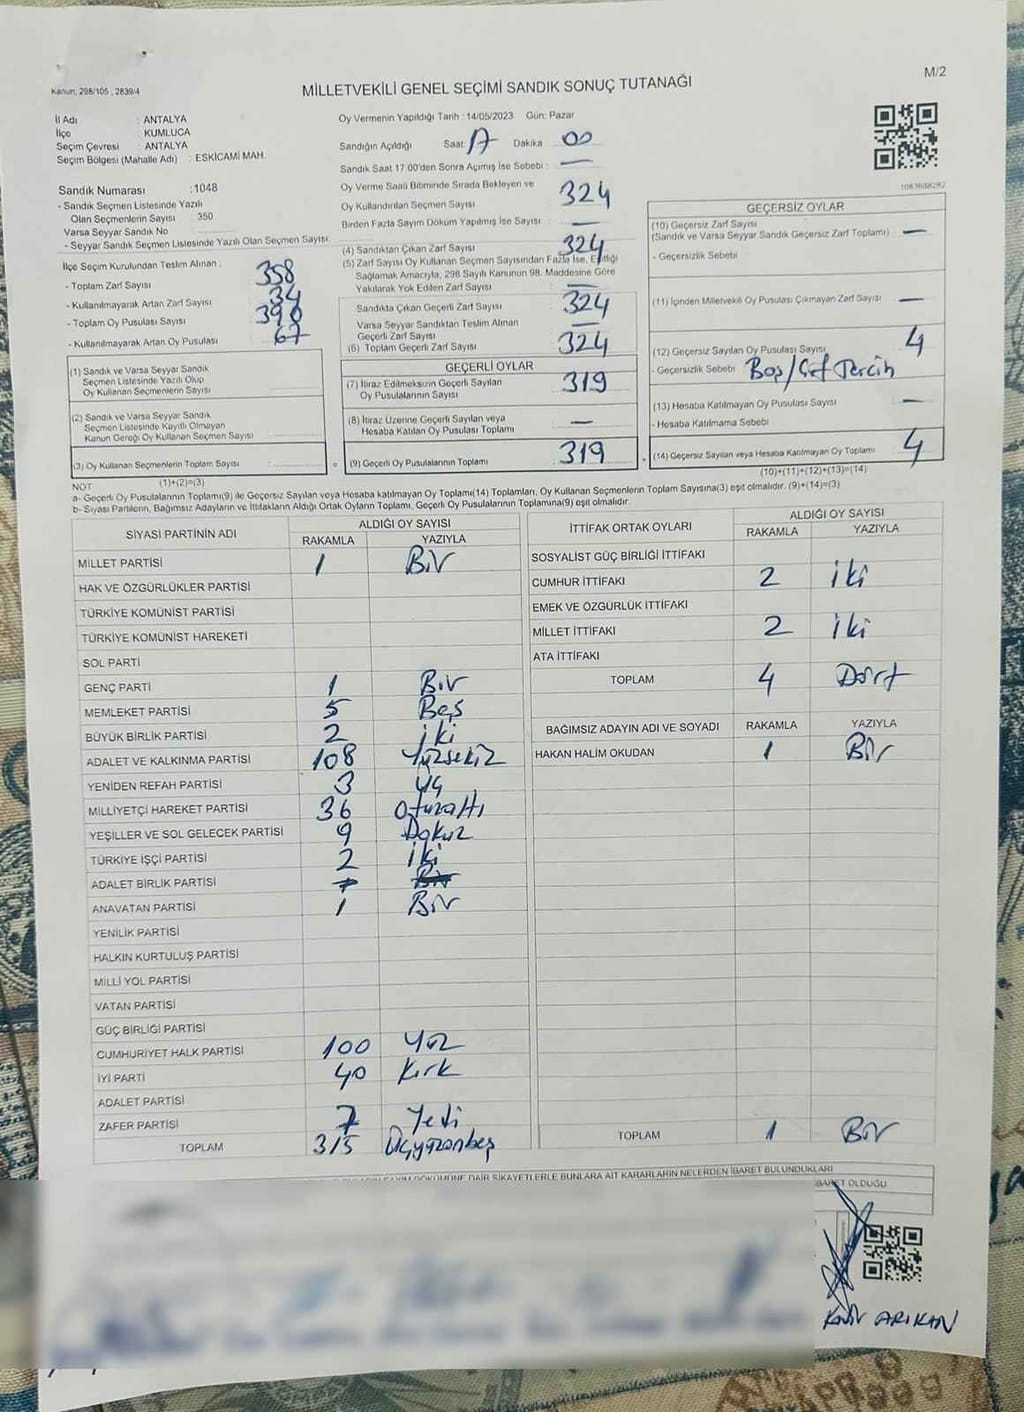 M/2
Kanun: 298/105 ; 2839/4
MİLLETVEKİLİ GENEL SEÇİMİ SANDIK SONUÇ TUTANAĞI
İl Adı : ANTALYA
İlçe : KUMLUCA
Seçim Çevresi : ANTALYA
Seçim Bölgesi (Mahalle Adı) : ESKİCAMİ MAH.
Sandık Numarası :1048
- Sandık Seçmen Listesinde Yazılı
Olan Seçmenlerin Sayısı : 350
Varsa Seyyar Sandık No
- Seyyar Sandık Seçmen Listesinde Yazılı Olan Seçmen Sayısı:
İlçe Seçim Kurulundan Teslim Alınan :
- Toplam Zarf Sayısı 358
- Kullanılmayarak Artan Zarf Sayısı 34
- Toplam Oy Pusulası Sayısı 390
- Kullanılmayarak Artan Oy Pusulası 67
(1) Sandık ve Varsa Seyyar Sandık
Seçmen Listesinde Yazılı Olup
Oy Kullanan Seçmenlerin Sayısı
(2) Sandık ve Varsa Seyyar Sandık
Seçmen Listesinde Kayıtlı Olmayan
Kanun Gereği Oy Kullanan Seçmen Sayısı
(3) Oy Kullanan Seçmenlerin Toplam Sayısı :
(1)+(2)=(3)
Oy Vermenin Yapıldığı Tarih : 14/05/2023 Gün: Pazar
Sandığın Açıldığı Saat: 17 Dakika 00
Sandık Saat 17.00'den Sonra Açımış İse Sebebi : —
Oy Verme Saati Bitiminde Sırada Bekleyen ve
Oy Kullandırılan Seçmen Sayısı 324
Birden Fazla Sayım Döküm Yapılmış İse Sayısı : —
(4) Sandıktan Çıkan Zarf Sayısı 324
(5) Zarf Sayısı Oy Kullanan Seçmen Sayısından Fazla İse, Eşitliği
Sağlamak Amacıyla, 298 Sayılı Kanunun 98. Maddesine Göre
Yakılarak Yok Edilen Zarf Sayısı —
Sandıkta Çıkan Geçerli Zarf Sayısı 324
Varsa Seyyar Sandıktan Teslim Alınan
Geçerli Zarf Sayısı —
(6) Toplam Geçerli Zarf Sayısı 324
GEÇERLİ OYLAR
(7) İtiraz Edilmeksizin Geçerli Sayılan
Oy Pusulalarının Sayısı 319
(8) İtiraz Üzerine Geçerli Sayılan veya
Hesaba Katılan Oy Pusulası Toplamı —
(9) Geçerli Oy Pusulalarının Toplamı 319
1083698292
GEÇERSİZ OYLAR
(10) Geçersiz Zarf Sayısı
(Sandık ve Varsa Seyyar Sandık Geçersiz Zarf Toplamı) —
- Geçersizlik Sebebi
(11) İçinden Milletvekili Oy Pusulası Çıkmayan Zarf Sayısı —
(12) Geçersiz Sayılan Oy Pusulası Sayısı 4
- Geçersizlik Sebebi Boş/Çift Tercih
(13) Hesaba Katılmayan Oy Pusulası Sayısı —
- Hesaba Katılmama Sebebi
(14) Geçersiz Sayılan veya Hesaba Katılmayan Oy Toplamı 4
(10)+(11)+(12)+(13)=(14)
NOT
a- Geçerli Oy Pusulalarının Toplamı(9) ile Geçersiz Sayılan veya Hesaba katılmayan Oy Toplamı(14) Toplamları, Oy Kullanan Seçmenlerin Toplam Sayısına(3) eşit olmalıdır. (9)+(14)=(3)
b- Siyasi Partilerin, Bağımsız Adayların ve İttifakların Aldığı Ortak Oyların Toplamı, Geçerli Oy Pusulalarının Toplamına(9) eşit olmalıdır.
SİYASİ PARTİNİN ADI ALDIĞI OY SAYISI
RAKAMLA YAZIYLA
MİLLET PARTİSİ 1 Bir
HAK VE ÖZGÜRLÜKLER PARTİSİ
TÜRKİYE KOMÜNİST PARTİSİ
TÜRKİYE KOMÜNİST HAREKETİ
SOL PARTİ
GENÇ PARTİ 1 Bir
MEMLEKET PARTİSİ 5 Beş
BÜYÜK BİRLİK PARTİSİ 2 iki
ADALET VE KALKINMA PARTİSİ 108 Yüzsekiz
YENİDEN REFAH PARTİSİ 3 Üç
MİLLİYETÇİ HAREKET PARTİSİ 36 Otuzaltı
YEŞİLLER VE SOL GELECEK PARTİSİ 9 Dokuz
TÜRKİYE İŞÇİ PARTİSİ 2 iki
ADALET BİRLİK PARTİSİ
ANAVATAN PARTİSİ 1 Bir
YENİLİK PARTİSİ
HALKIN KURTULUŞ PARTİSİ
MİLLİ YOL PARTİSİ
VATAN PARTİSİ
GÜÇ BİRLİĞİ PARTİSİ
CUMHURİYET HALK PARTİSİ 100 Yüz
İYİ PARTİ 40 Kırk
ADALET PARTİSİ
ZAFER PARTİSİ 7 Yedi
TOPLAM 315 Üçyüzonbeş
İTTİFAK ORTAK OYLARI ALDIĞI OY SAYISI
RAKAMLA YAZIYLA
SOSYALİST GÜÇ BİRLİĞİ İTTİFAKI
CUMHUR İTTİFAKI 2 iki
EMEK VE ÖZGÜRLÜK İTTİFAKI
MİLLET İTTİFAKI 2 iki
ATA İTTİFAKI
TOPLAM 4 Dört
BAĞIMSIZ ADAYIN ADI VE SOYADI RAKAMLA YAZIYLA
HAKAN HALİM OKUDAN 1 Bir
TOPLAM 1 Bir
DÖKÜMÜNE DAİR ŞİKAYETLERLE BUNLARA AİT KARARLARIN NELERDEN İBARET BULUNDUKLARI
İBARET OLDUĞU
ARIKAN